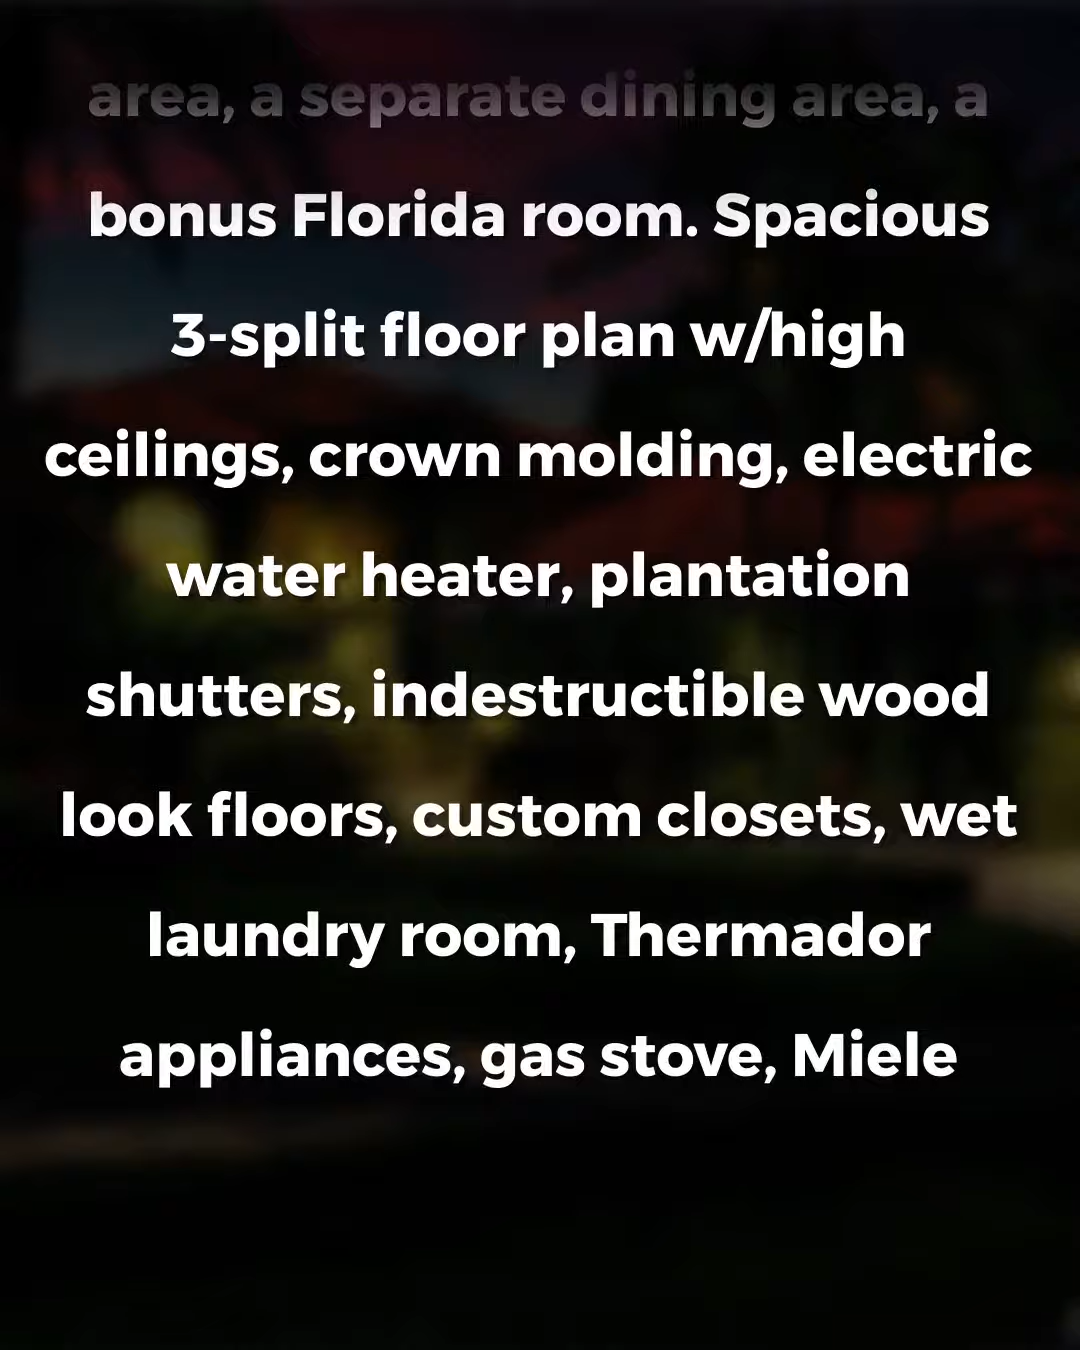 area, a separate dining area, a
bonus Florida room. Spacious
3-split floor plan w/high
ceilings, crown molding, electric
water heater, plantation
shutters, indestructible wood
look floors, custom closets, wet
laundry room, Thermador
appliances, gas stove, Miele